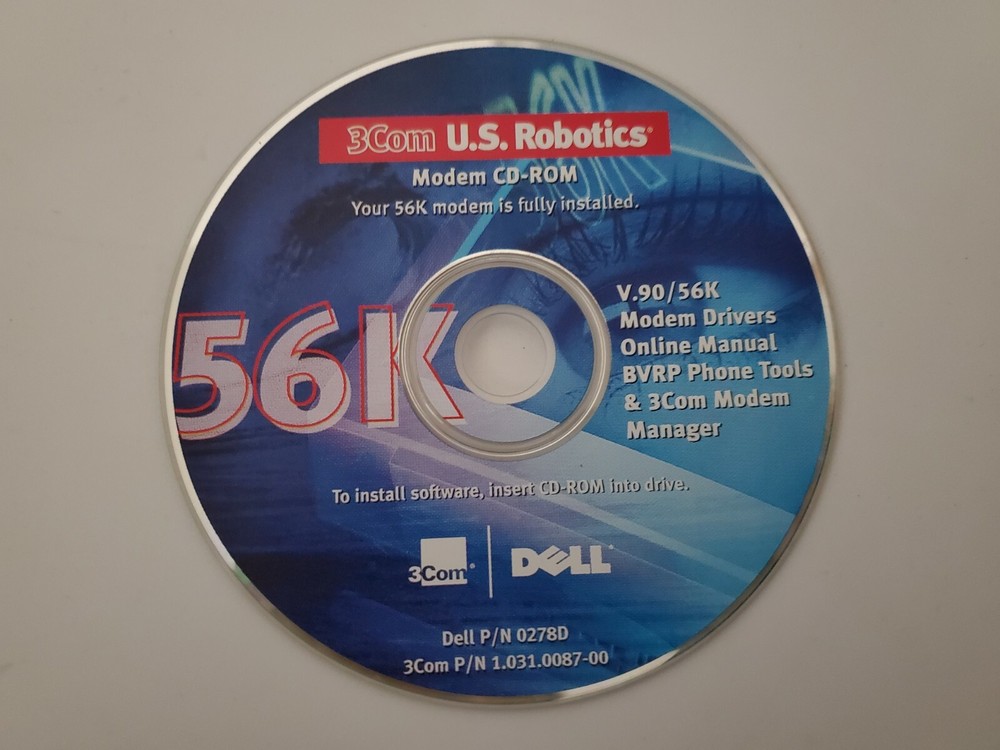 3Com U.S. Robotics®
Modem CD-ROM
Your 56K modem is fully installed.
56K
V.90/56K
Modem Drivers
Online Manual
BVRP Phone Tools
& 3Com Modem
Manager
To install software, insert CD-ROM into drive.
3Com®
DELL®
Dell P/N 0278D
3Com P/N 1.031.0087-00